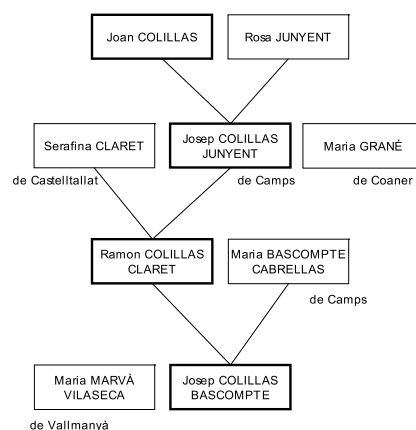 Joan COLILLAS
Rosa JUNYENT
Serafina CLARET
Josep COLILLAS
JUNYENT
Maria GRANÉ
de Castelltallat
de Camps
de Coaner
Ramon COLILLAS
CLARET
Maria BASCOMPTE
CABRELLAS
de Camps
Maria MARVÀ
VILASECA
Josep COLILLAS
BASCOMPTE
de Vallmanyà